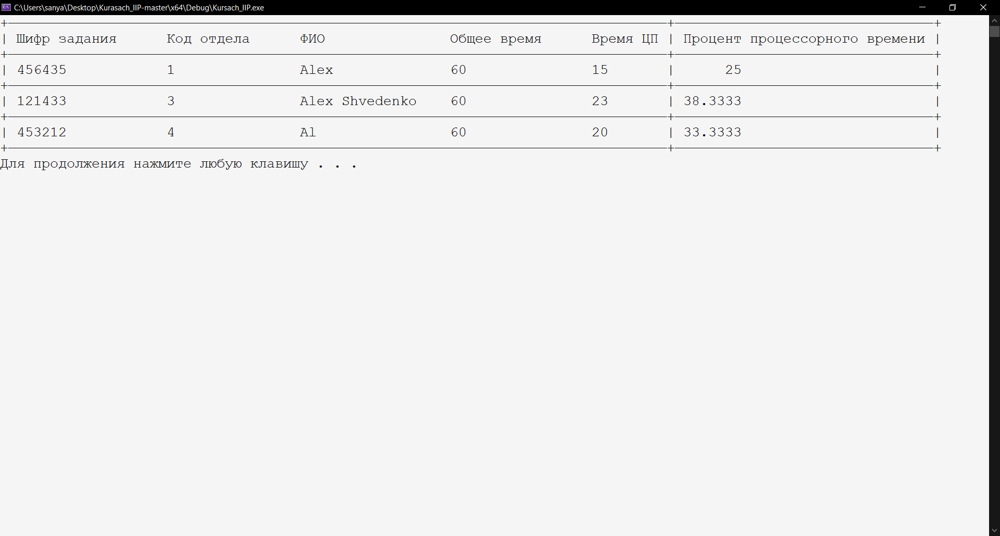 C:\Users\sanya\Desktop\Kurasach_IIP-master\x64\Debug\Kursach_IIP.exe
| Шифр задания Код отдела ФИО Общее время Время ЦП | Процент процессорного времени |
| 456435 1 Alex 60 15 | 25 |
| 121433 3 Alex Shvedenko 60 23 | 38.3333 |
| 453212 4 Al 60 20 | 33.3333 |
Для продолжения нажмите любую клавишу . . .